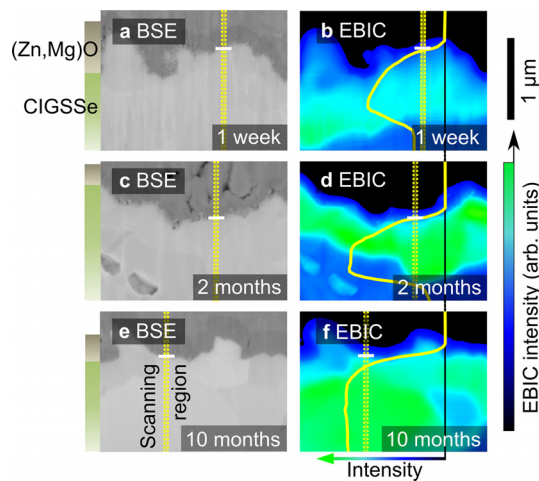 (Zn,Mg)O
CIGSSe
a BSE
1 week
b EBIC
1 week
1 µm
c BSE
2 months
d EBIC
2 months
e BSE
Scanning
region
10 months
f EBIC
10 months
EBIC intensity (arb. units)
Intensity